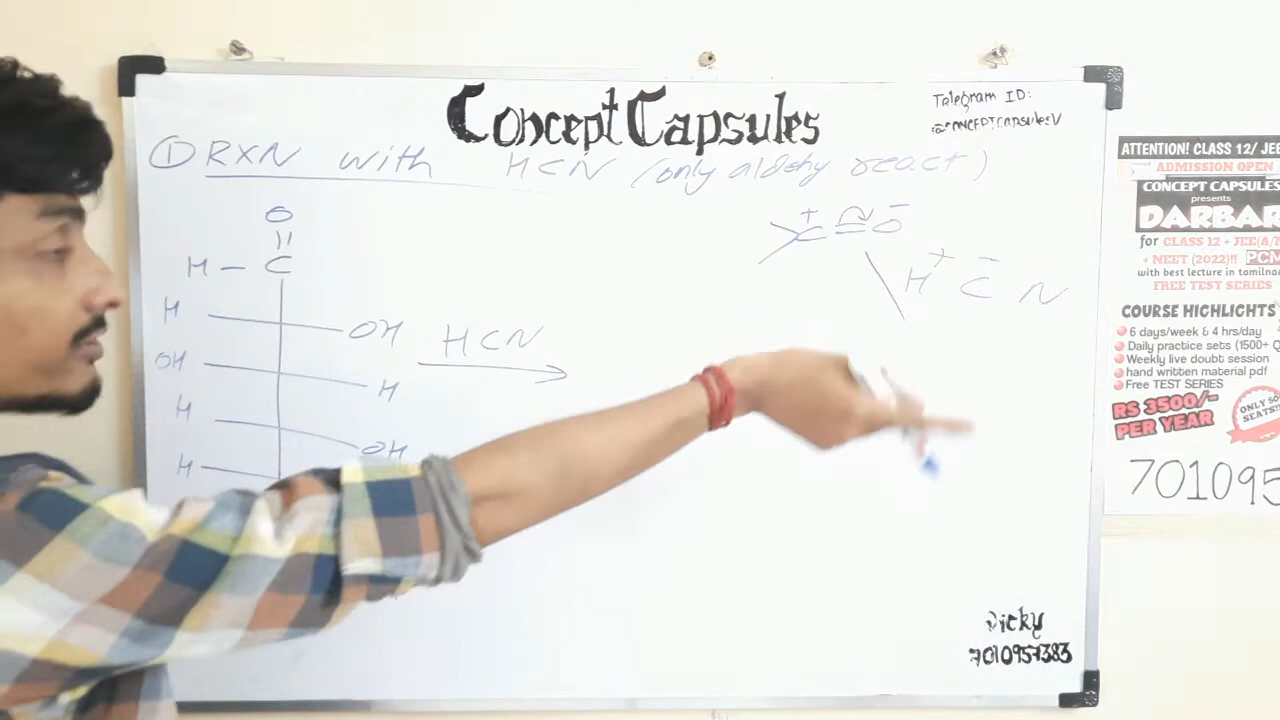 Concept Capsules
Telegram ID:
① RXN with HCN (only aldehy react)
O
H – C
H OH
OH H
H OH
H
HCN
+ –
C = O
H+ C– N
Vicky
7010957383
ATTENTION! CLASS 12/ JEE
ADMISSION OPEN
CONCEPT CAPSULES
presents
DARBAR
for CLASS 12 + JEE(A/
+ NEET (2022)!! PCM
with best lecture in tamilnad
FREE TEST SERIES
COURSE HIGHLIGHTS
6 days/week & 4 hrs/day
Daily practice sets (1500+ Q
Weekly live doubt session
hand written material pdf
Free TEST SERIES
RS 3500/-
PER YEAR
ONLY 50
SEATS!!
701095